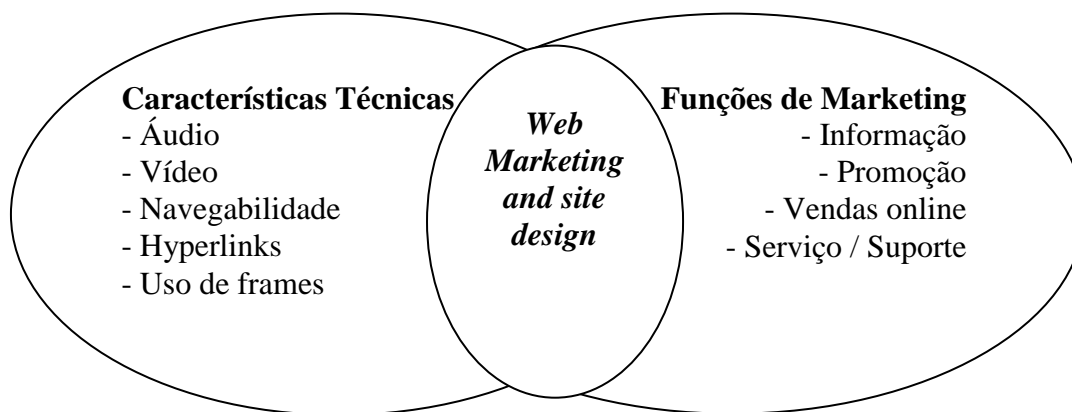 Características Técnicas
- Áudio
- Vídeo
- Navegabilidade
- Hyperlinks
- Uso de frames
Web
Marketing
and site
design
Funções de Marketing
- Informação
- Promoção
- Vendas online
- Serviço / Suporte